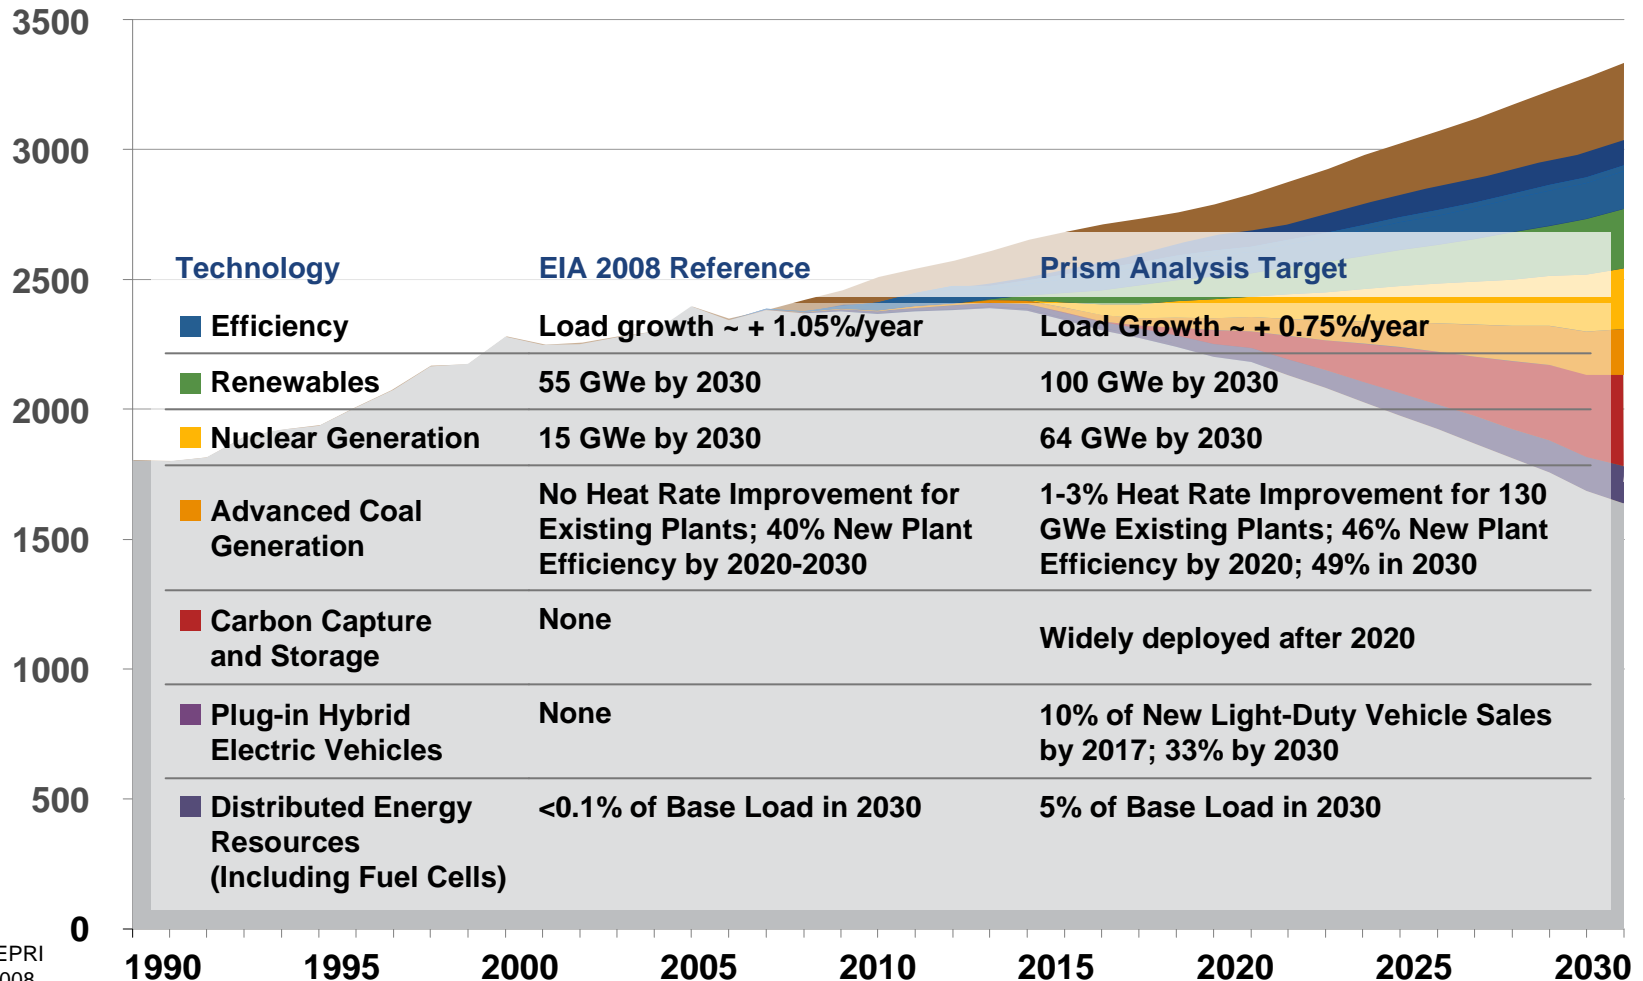 3500
3000
2500
2000
1500
1000
500
0
Technology EIA 2008 Reference Prism Analysis Target
Efficiency Load growth ~ + 1.05%/year Load Growth ~ + 0.75%/year
Renewables 55 GWe by 2030 100 GWe by 2030
Nuclear Generation 15 GWe by 2030 64 GWe by 2030
Advanced Coal
Generation
No Heat Rate Improvement for
Existing Plants; 40% New Plant
Efficiency by 2020-2030
1-3% Heat Rate Improvement for 130
GWe Existing Plants; 46% New Plant
Efficiency by 2020; 49% in 2030
Carbon Capture
and Storage
None
Widely deployed after 2020
Plug-in Hybrid
Electric Vehicles
None
10% of New Light-Duty Vehicle Sales
by 2017; 33% by 2030
Distributed Energy
Resources
(Including Fuel Cells)
<0.1% of Base Load in 2030
5% of Base Load in 2030
EPRI
1990 1995 2000 2005 2010 2015 2020 2025 2030